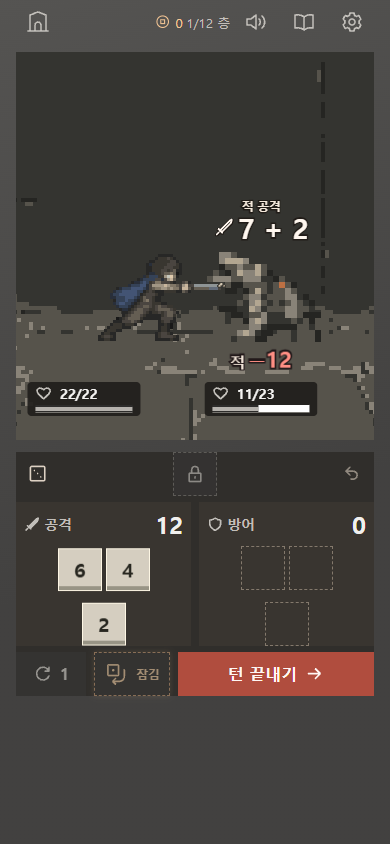 0 1/12 층
적 공격
7 + 2
적 −12
22/22
11/23
공격 12
방어 0
6 4
2
1
잠김
턴 끝내기 →